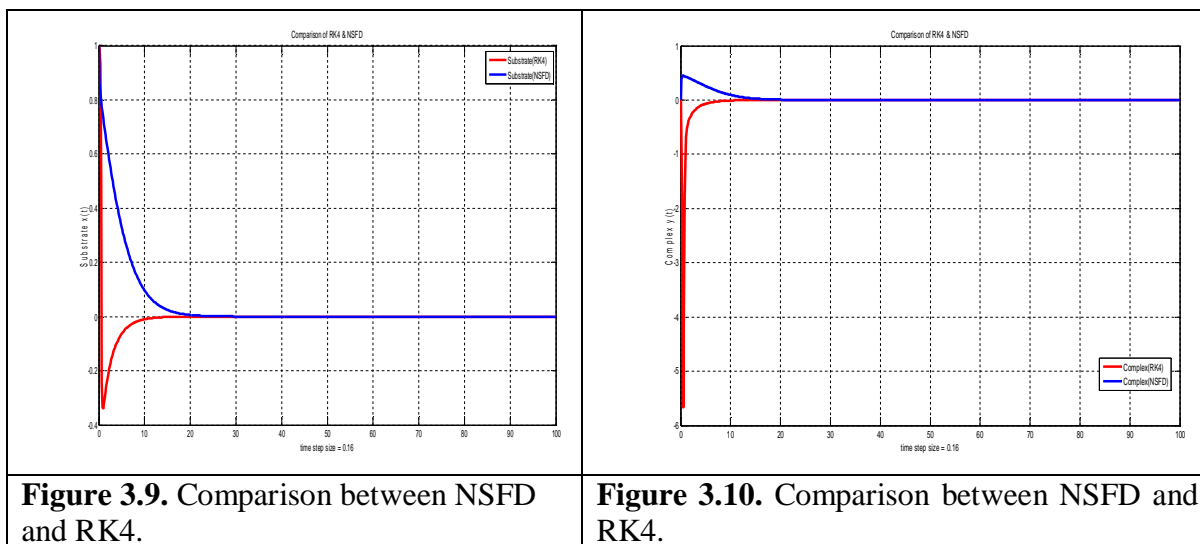 Comparison of RK4 & NSFD
Substrate(RK4)
Substrate(NSFD)
1
0.8
0.6
0.4
0.2
0
-0.2
-0.4
Substrate x(t)
0 10 20 30 40 50 60 70 80 90 100
time step size = 0.16
Comparison of RK4 & NSFD
1
0
-1
-2
-3
-4
-5
-6
Complex y(t)
Complex(RK4)
Complex(NSFD)
0 10 20 30 40 50 60 70 80 90 100
time step size = 0.16
Figure 3.9. Comparison between NSFD
and RK4.
Figure 3.10. Comparison between NSFD and
RK4.